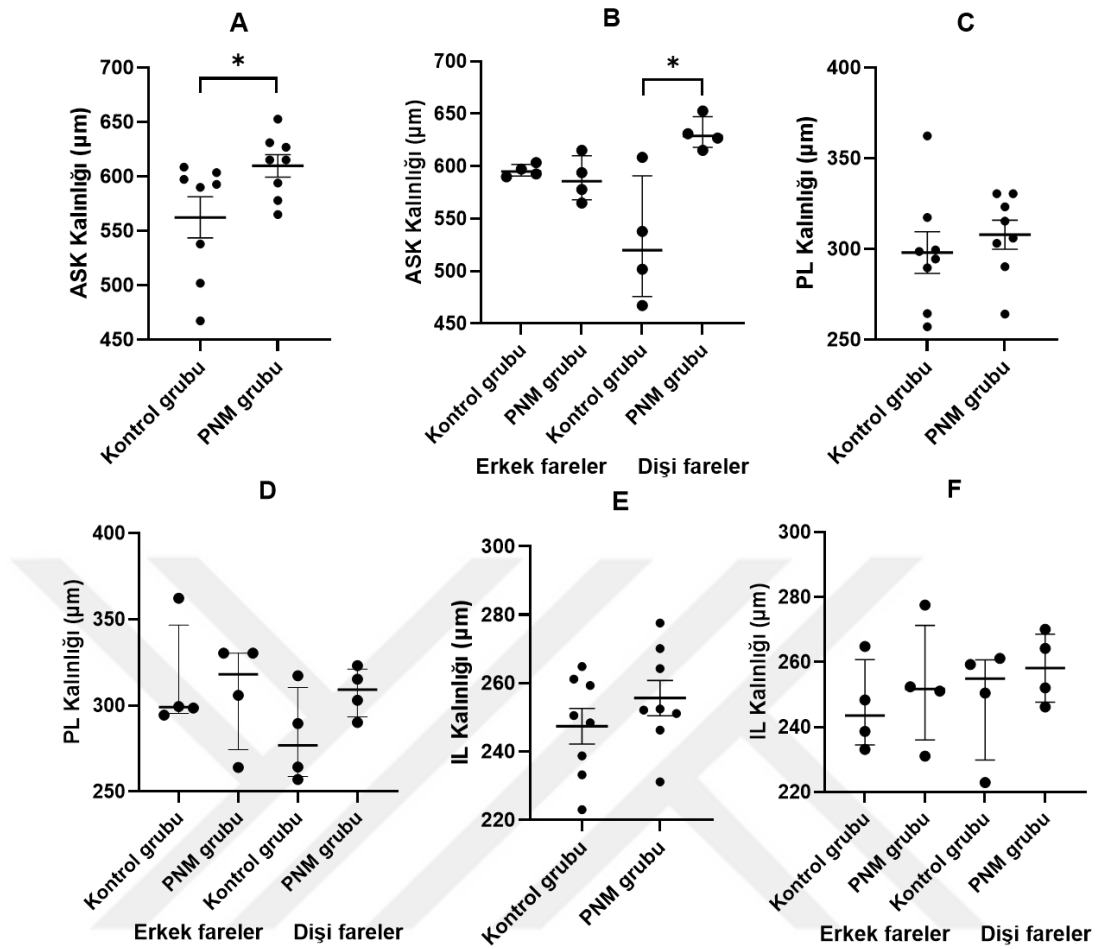 A
700
650
600
550
500
450
ASK Kalınlığı (µm)
*
Kontrol grubu
PNM grubu
B
700
650
600
550
500
450
ASK Kalınlığı (µm)
*
Kontrol grubu
PNM grubu
Kontrol grubu
PNM grubu
Erkek fareler
Dişi fareler
C
400
350
300
250
PL Kalınlığı (µm)
Kontrol grubu
PNM grubu
D
400
350
300
250
PL Kalınlığı (µm)
Kontrol grubu
PNM grubu
Kontrol grubu
PNM grubu
Erkek fareler
Dişi fareler
E
300
280
260
240
220
IL Kalınlığı (µm)
Kontrol grubu
PNM grubu
F
300
280
260
240
220
IL Kalınlığı (µm)
Kontrol grubu
PNM grubu
Kontrol grubu
PNM grubu
Erkek fareler
Dişi fareler